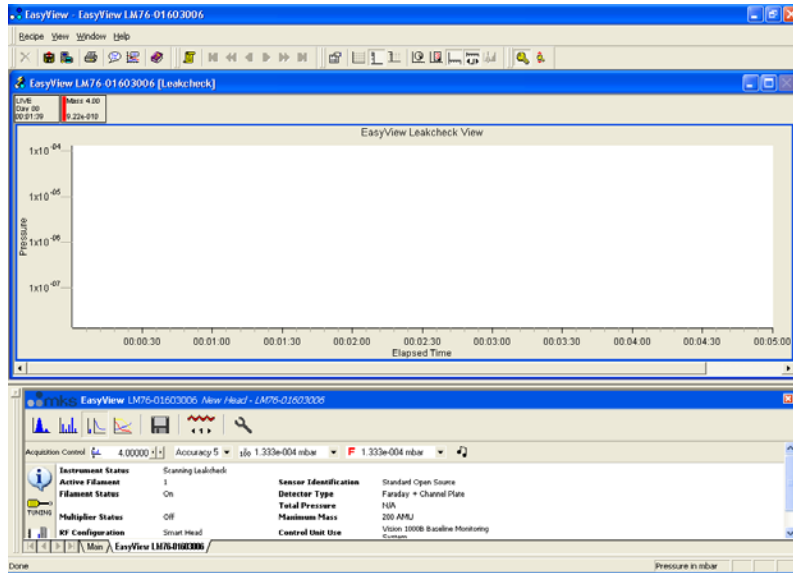 EasyView - EasyView LM76-01603006
Recipe View Window Help
EasyView LM76-01603006 [Leakcheck]
LIVE
Day 00
00:01:39
Mass 4.00
9.22e-010
EasyView Leakcheck View
1x10-04
1x10-05
1x10-06
1x10-07
Pressure
00:00:30 00:01:00 00:01:30 00:02:00 00:02:30 00:03:00 00:03:30 00:04:00 00:04:30 00:05:00
Elapsed Time
mks EasyView LM76-01603006 New Head - LM76-01603006
Acquisition Control 4.00000 Accuracy 5 1.333e-004 mbar F 1.333e-004 mbar
Instrument Status Scanning Leakcheck
Active Filament 1 Sensor Identification Standard Open Source
Filament Status On Detector Type Faraday + Channel Plate
Total Pressure N/A
TUNING
Multiplier Status Off Maximum Mass 200 AMU
RF Configuration Smart Head Control Unit Use Vision 1000B Baseline Monitoring
System
Main EasyView LM76-01603006
Done Pressure in mbar